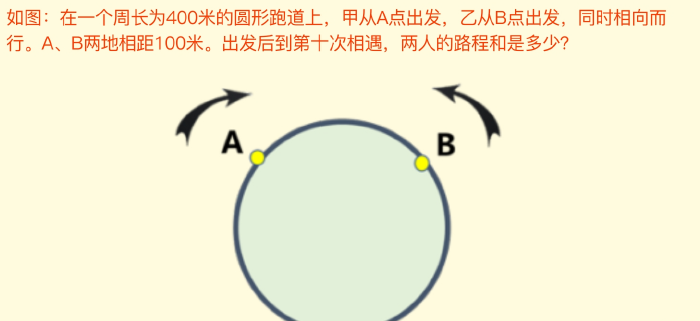 如图：在一个周长为400米的圆形跑道上，甲从A点出发，乙从B点出发，同时相向而
行。A、B两地相距100米。出发后到第十次相遇，两人的路程和是多少？
A
B